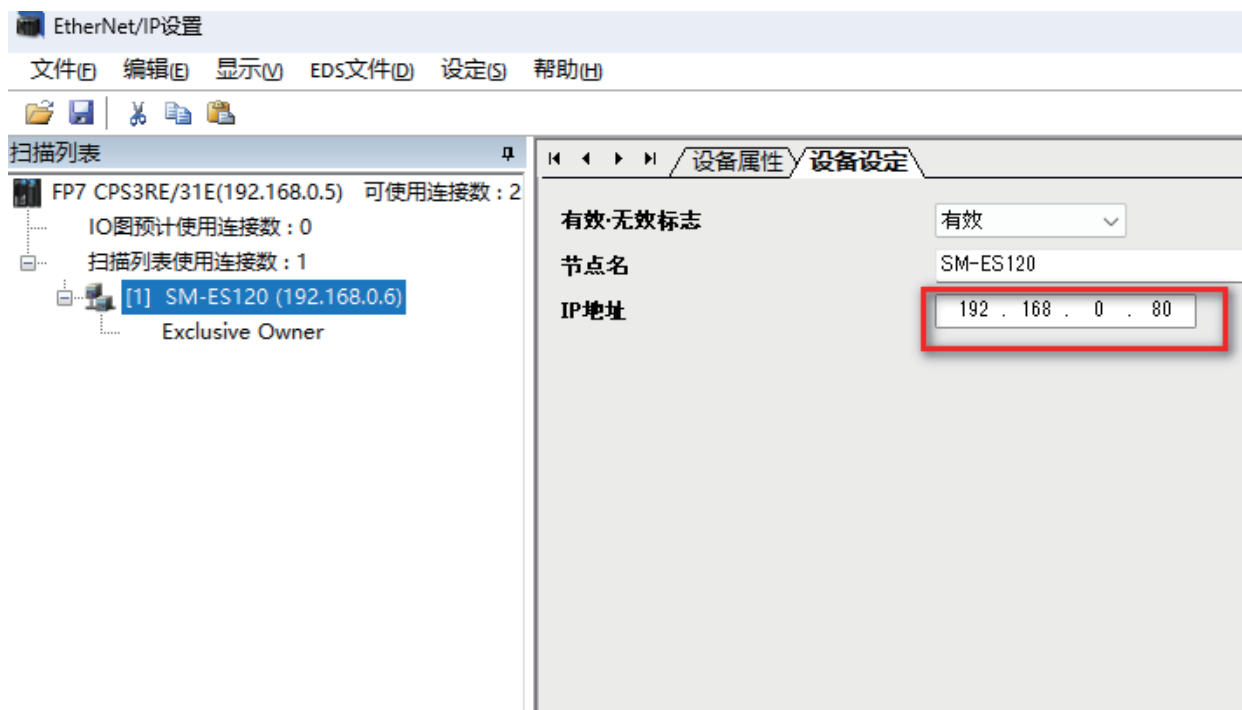 EtherNet/IP设置
文件(F) 编辑(E) 显示(V) EDS文件(D) 设定(S) 帮助(H)
扫描列表
设备属性 设备设定
FP7 CPS3RE/31E(192.168.0.5) 可使用连接数:2
IO图预计使用连接数:0
扫描列表使用连接数:1
[1] SM-ES120 (192.168.0.6)
Exclusive Owner
有效·无效标志 有效
节点名 SM-ES120
IP地址 192 . 168 . 0 . 80